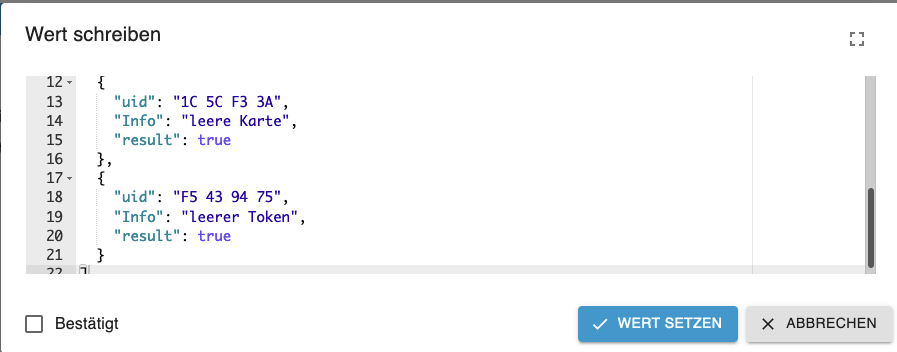 Wert schreiben
12 {
13 "uid": "1C 5C F3 3A",
14 "Info": "leere Karte",
15 "result": true
16 },
17 {
18 "uid": "F5 43 94 75",
19 "Info": "leerer Token",
20 "result": true
21 }
22 ]
Bestätigt
WERT SETZEN
ABBRECHEN